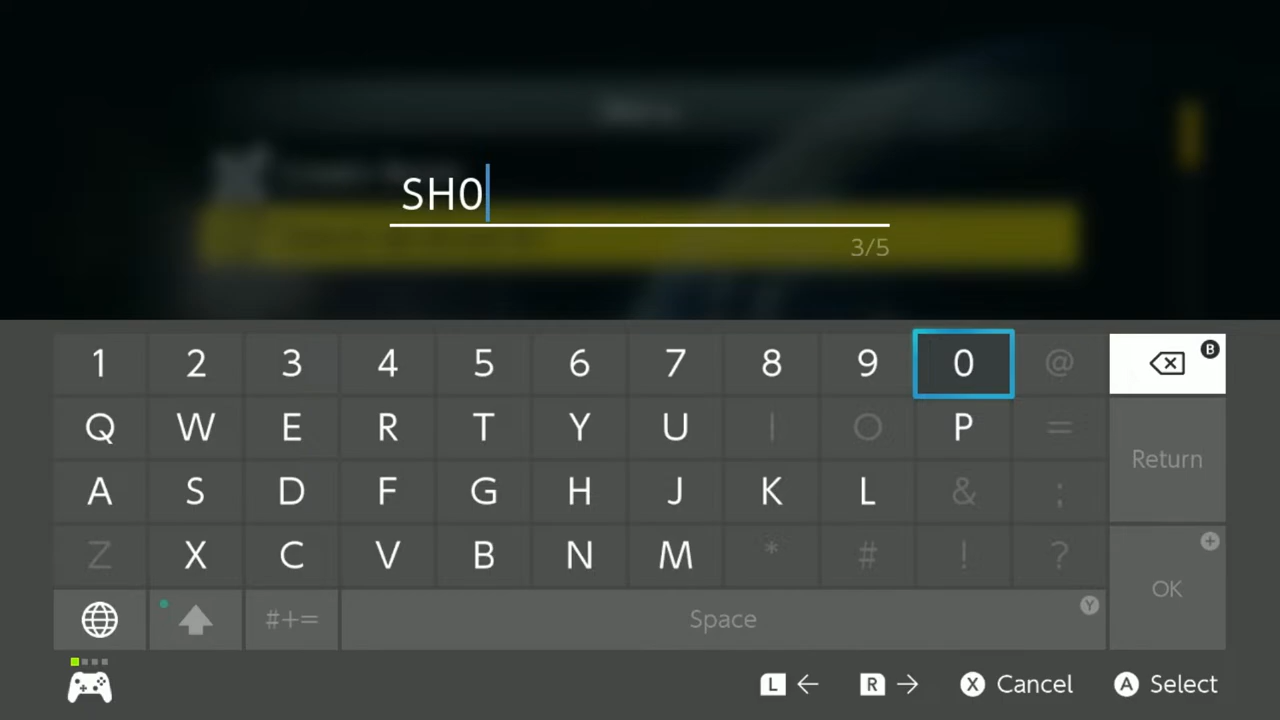 SH0
3/5
1 2 3 4 5 6 7 8 9 0 @
B
Q W E R T Y U I O P =
Return
A S D F G H J K L & ;
Z X C V B N M * # ! ?
+
OK
#+= Space Y
L ← R → X Cancel A Select